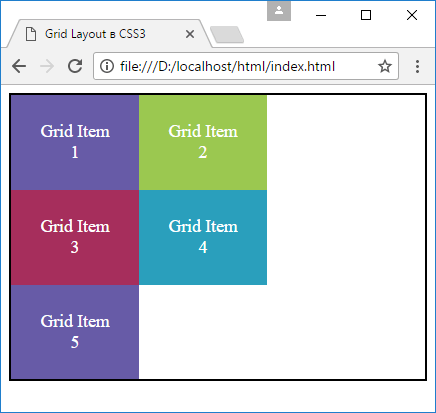 Grid Layout в CSS3
file:///D:/localhost/html/index.html
Grid Item
1
Grid Item
2
Grid Item
3
Grid Item
4
Grid Item
5